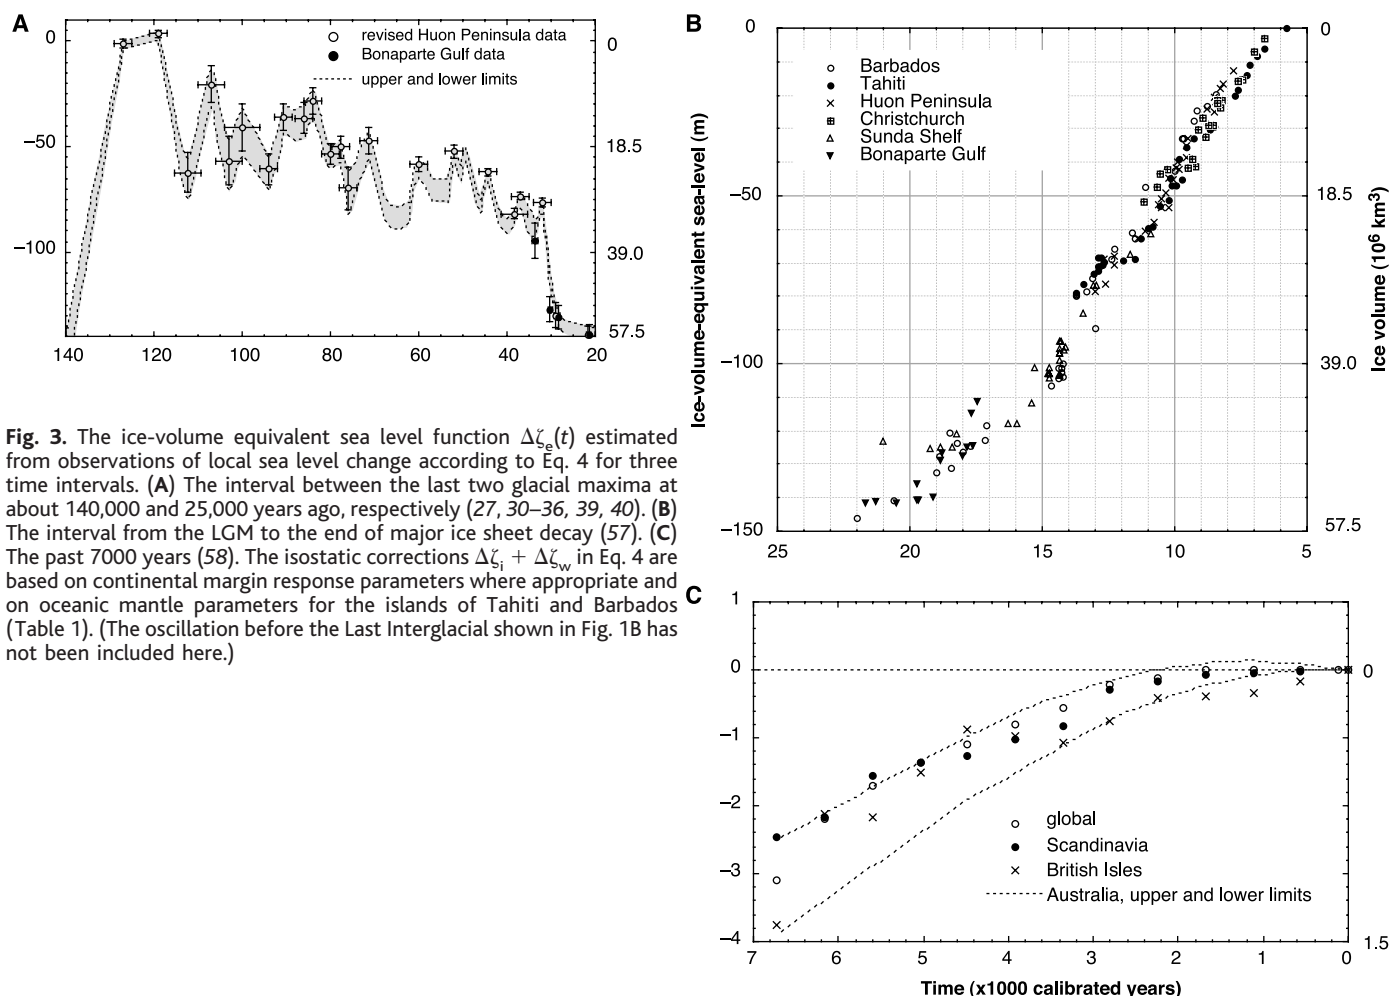 A
0
−50
−100
0
18.5
39.0
57.5
140 120 100 80 60 40 20
revised Huon Peninsula data
Bonaparte Gulf data
upper and lower limits
Fig. 3. The ice-volume equivalent sea level function Δζe(t) estimated
from observations of local sea level change according to Eq. 4 for three
time intervals. (A) The interval between the last two glacial maxima at
about 140,000 and 25,000 years ago, respectively (27, 30–36, 39, 40). (B)
The interval from the LGM to the end of major ice sheet decay (57). (C)
The past 7000 years (58). The isostatic corrections Δζi + Δζw in Eq. 4 are
based on continental margin response parameters where appropriate and
on oceanic mantle parameters for the islands of Tahiti and Barbados
(Table 1). (The oscillation before the Last Interglacial shown in Fig. 1B has
not been included here.)
B
Ice-volume-equivalent sea-level (m)
0
−50
−100
−150
Barbados
Tahiti
Huon Peninsula
Christchurch
Sunda Shelf
Bonaparte Gulf
0
18.5
39.0
57.5
Ice volume (10⁶ km³)
25 20 15 10 5
C
1
0
−1
−2
−3
−4
global
Scandinavia
British Isles
Australia, upper and lower limits
0
1.5
7 6 5 4 3 2 1 0
Time (x1000 calibrated years)